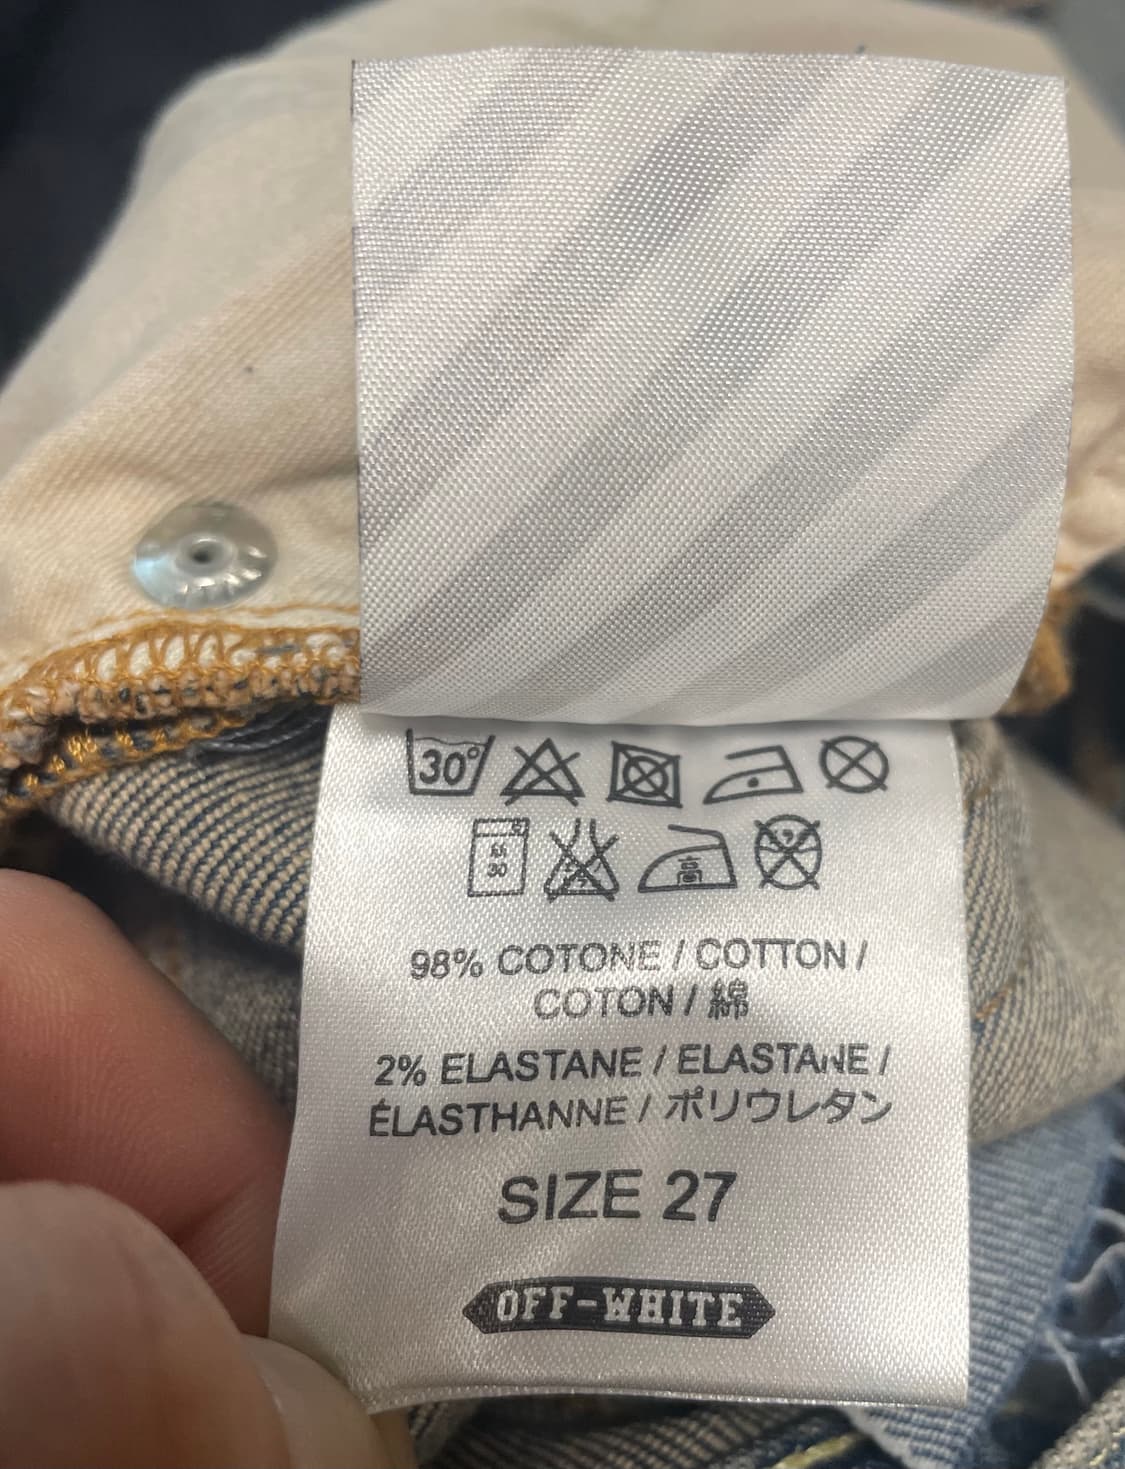 30°
高
98% COTONE / COTTON /
COTON / 綿
2% ELASTANE / ELASTANE /
ÉLASTHANNE / ポリウレタン
SIZE 27
OFF-WHITE